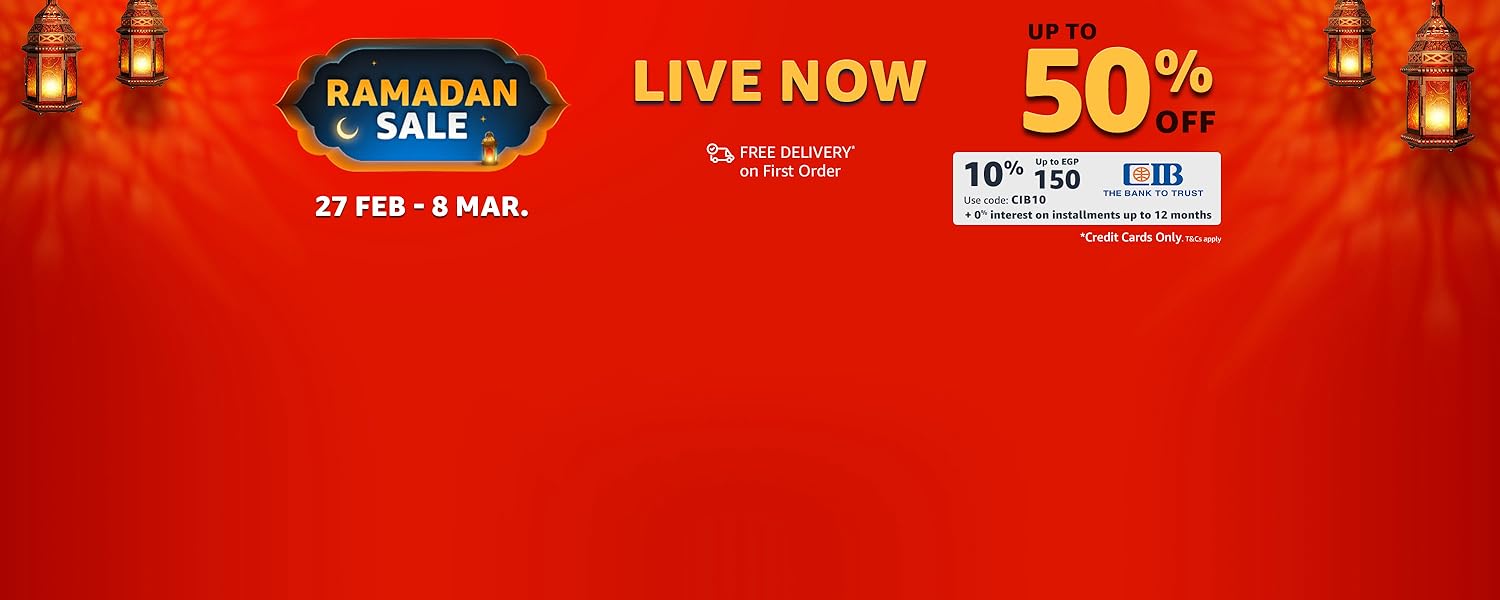 RAMADAN
SALE
27 FEB - 8 MAR.
LIVE NOW
FREE DELIVERY*
on First Order
UP TO
50%
OFF
10% Up to EGP 150
Use code: CIB10
+ 0% interest on installments up to 12 months
CIB
THE BANK TO TRUST
*Credit Cards Only. T&Cs apply